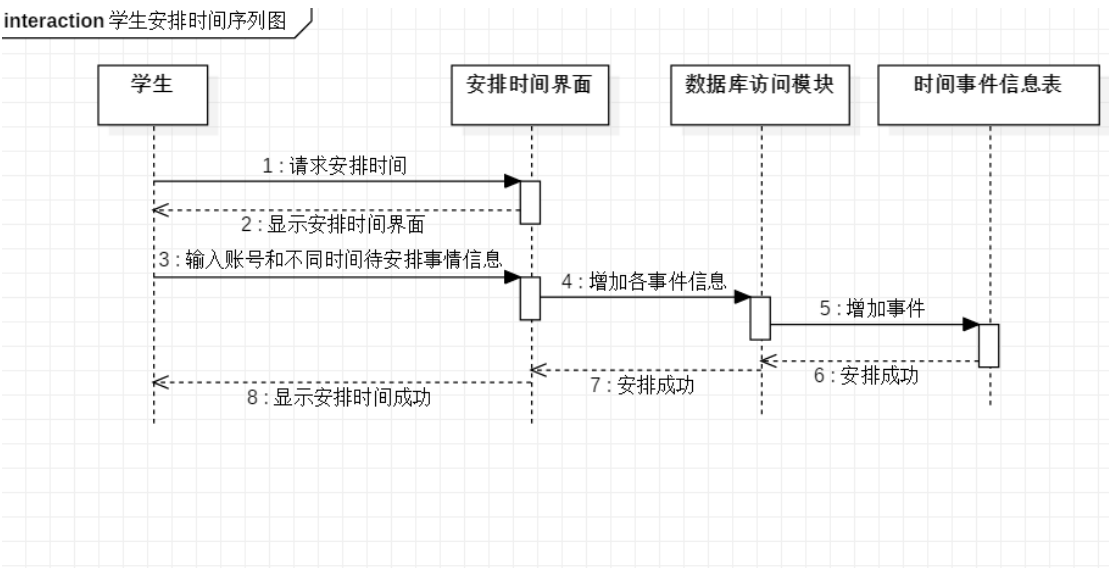 interaction 学生安排时间序列图
学生
安排时间界面
数据库访问模块
时间事件信息表
1 : 请求安排时间
2 : 显示安排时间界面
3 : 输入账号和不同时间待安排事情信息
4 : 增加各事件信息
5 : 增加事件
6 : 安排成功
7 : 安排成功
8 : 显示安排时间成功